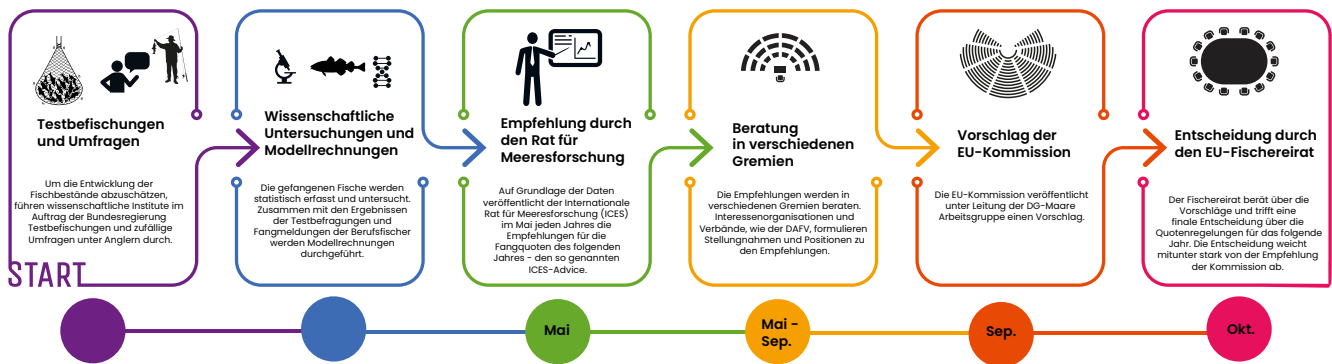 Testbefischungen
und Umfragen
Um die Entwicklung der
Fischbestände abzuschätzen,
führen wissenschaftliche Institute im
Auftrag der Bundesregierung
Testbefischungen und zufällige
Umfragen unter Anglern durch.
START
Wissenschaftliche
Untersuchungen und
Modellrechnungen
Die gefangenen Fische werden
statistisch erfasst und untersucht.
Zusammen mit den Ergebnissen
der Testbefragungen und
Fangmeldungen der Berufsfischer
werden Modellrechnungen
durchgeführt.
Empfehlung durch
den Rat für
Meeresforschung
Auf Grundlage der Daten
veröffentlicht der Internationale
Rat für Meeresforschung (ICES)
im Mai jeden Jahres die
Empfehlungen für die
Fangquoten des folgenden
Jahres - den so genannten
ICES-Advice.
Beratung
in verschiedenen
Gremien
Die Empfehlungen werden in
verschiedenen Gremien beraten.
Interessenorganisationen und
Verbände, wie der DAFV, formulieren
Stellungnahmen und Positionen zu
den Empfehlungen.
Vorschlag der
EU-Kommission
Die EU-Kommission veröffentlicht
unter Leitung der DG-Maare
Arbeitsgruppe einen Vorschlag.
Entscheidung durch
den EU-Fischereirat
Der Fischereirat berät über die
Vorschläge und trifft eine
finale Entscheidung über die
Quotenregelungen für das folgende
Jahr. Die Entscheidung weicht
mitunter stark von der Empfehlung
der Kommission ab.
Mai
Mai -
Sep.
Sep.
Okt.